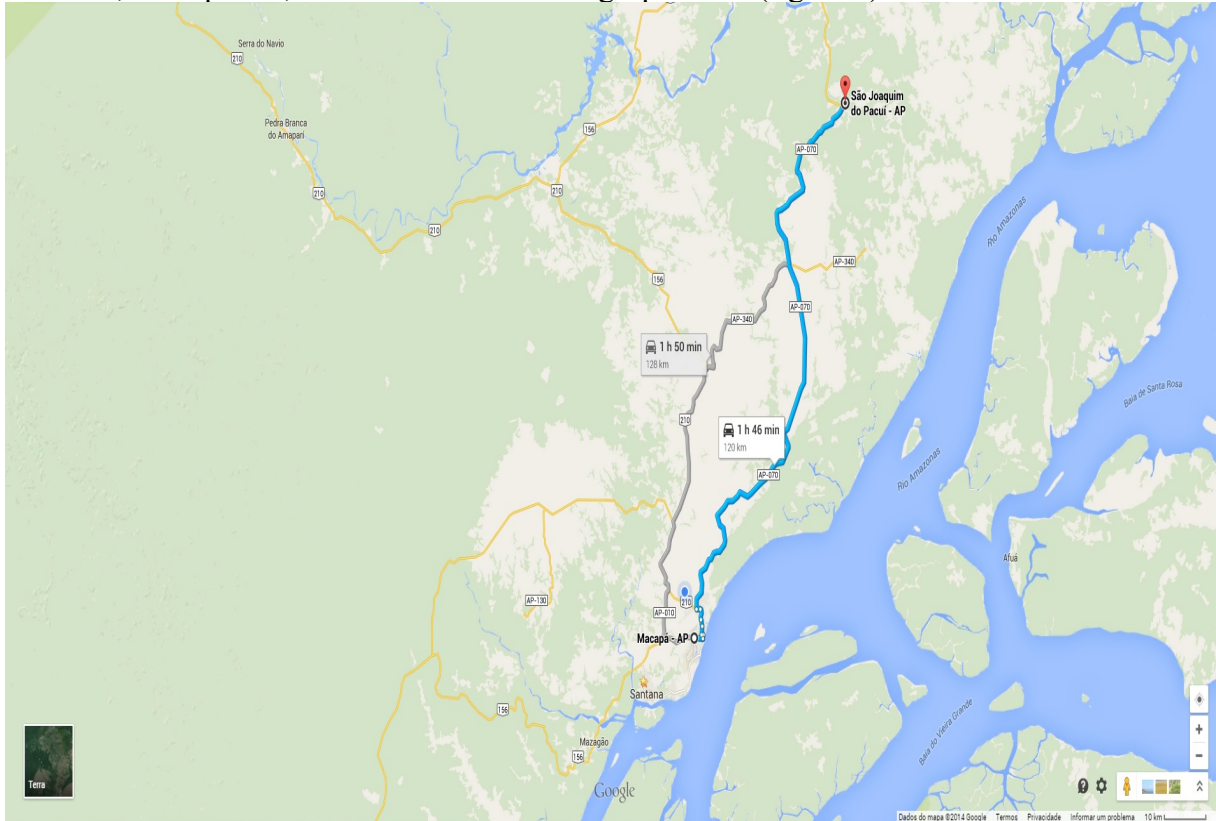 Serra do Navio
210
Pedra Branca
do Amapari
210
210
156
156
156
São Joaquim
do Pacuí - AP
AP-070
Rio Amazonas
AP-340
AP-070
AP-340
1 h 50 min
128 km
210
1 h 46 min
120 km
AP-070
Baia de Santa Rosa
Rio Amazonas
Afuá
AP-130
210
AP-010
Macapá - AP
Santana
156
Mazagão
156
Baia do Vieira Grande
Terra
Google
Dados do mapa ©2014 Google Termos Privacidade Informar um problema 10 km